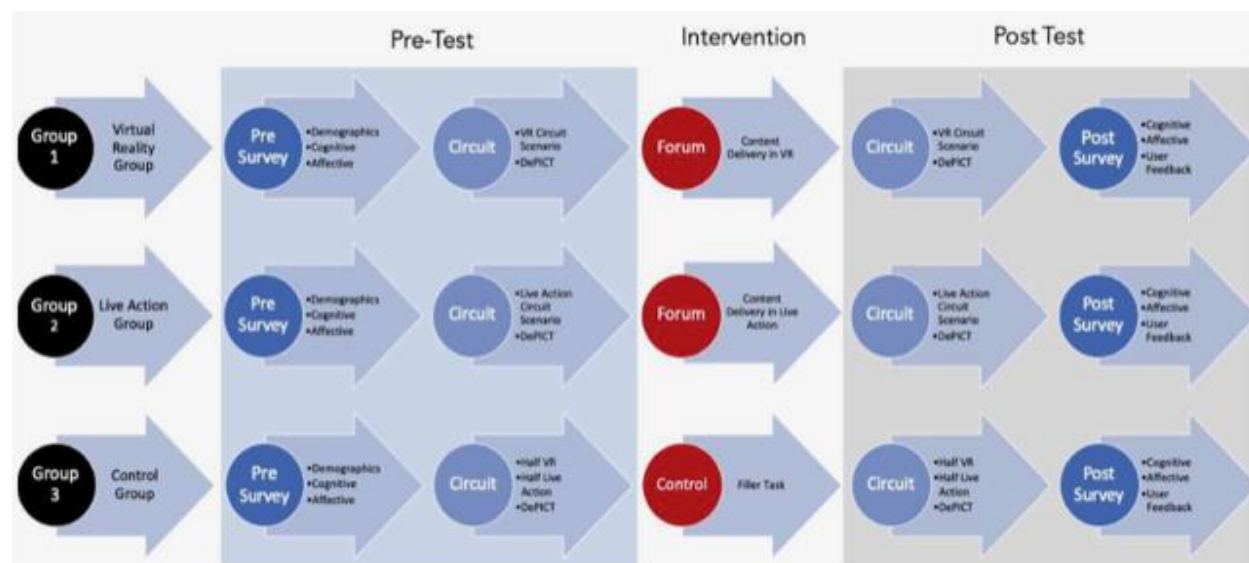 Pre-Test
Intervention
Post Test
Group
1
Virtual
Reality
Group
Pre
Survey
•Demographics
•Cognitive
•Affective
Circuit
•VR Circuit
Scenario
•DePICT
Forum
Content
Delivery in VR
Circuit
•VR Circuit
Scenario
•DePICT
Post
Survey
•Cognitive
•Affective
•User
Feedback
Group
2
Live Action
Group
Pre
Survey
•Demographics
•Cognitive
•Affective
Circuit
•Live Action
Circuit
Scenario
•DePICT
Forum
Content
Delivery in Live
Action
Circuit
•Live Action
Circuit
Scenario
•DePICT
Post
Survey
•Cognitive
•Affective
•User
Feedback
Group
3
Control
Group
Pre
Survey
•Demographics
•Cognitive
•Affective
Circuit
•Half VR
•Half Live
Action
•DePICT
Control
Filler Task
Circuit
•Half VR
•Half Live
Action
•DePICT
Post
Survey
•Cognitive
•Affective
•User
Feedback